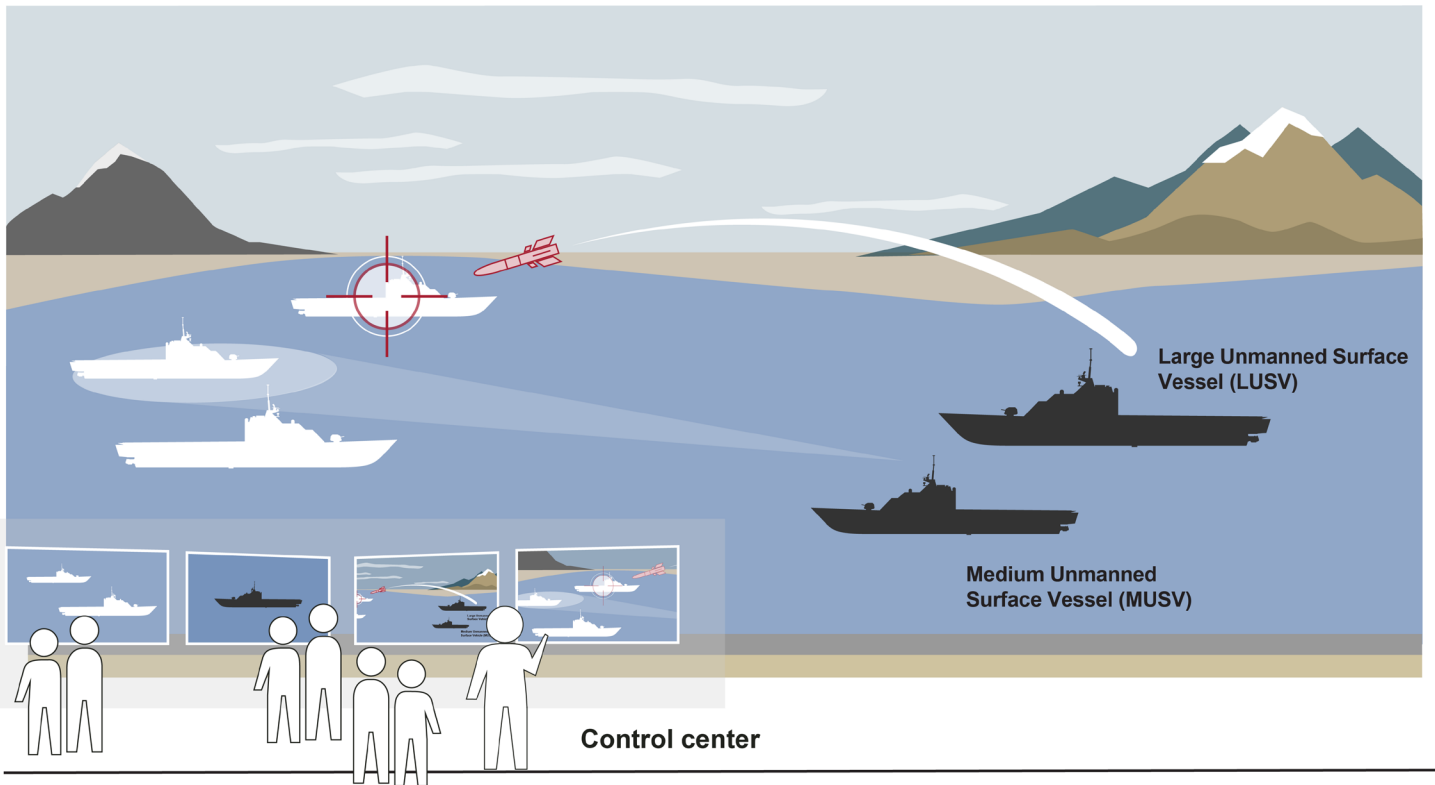 Large Unmanned Surface
Vessel (LUSV)
Medium Unmanned
Surface Vessel (MUSV)
Control center